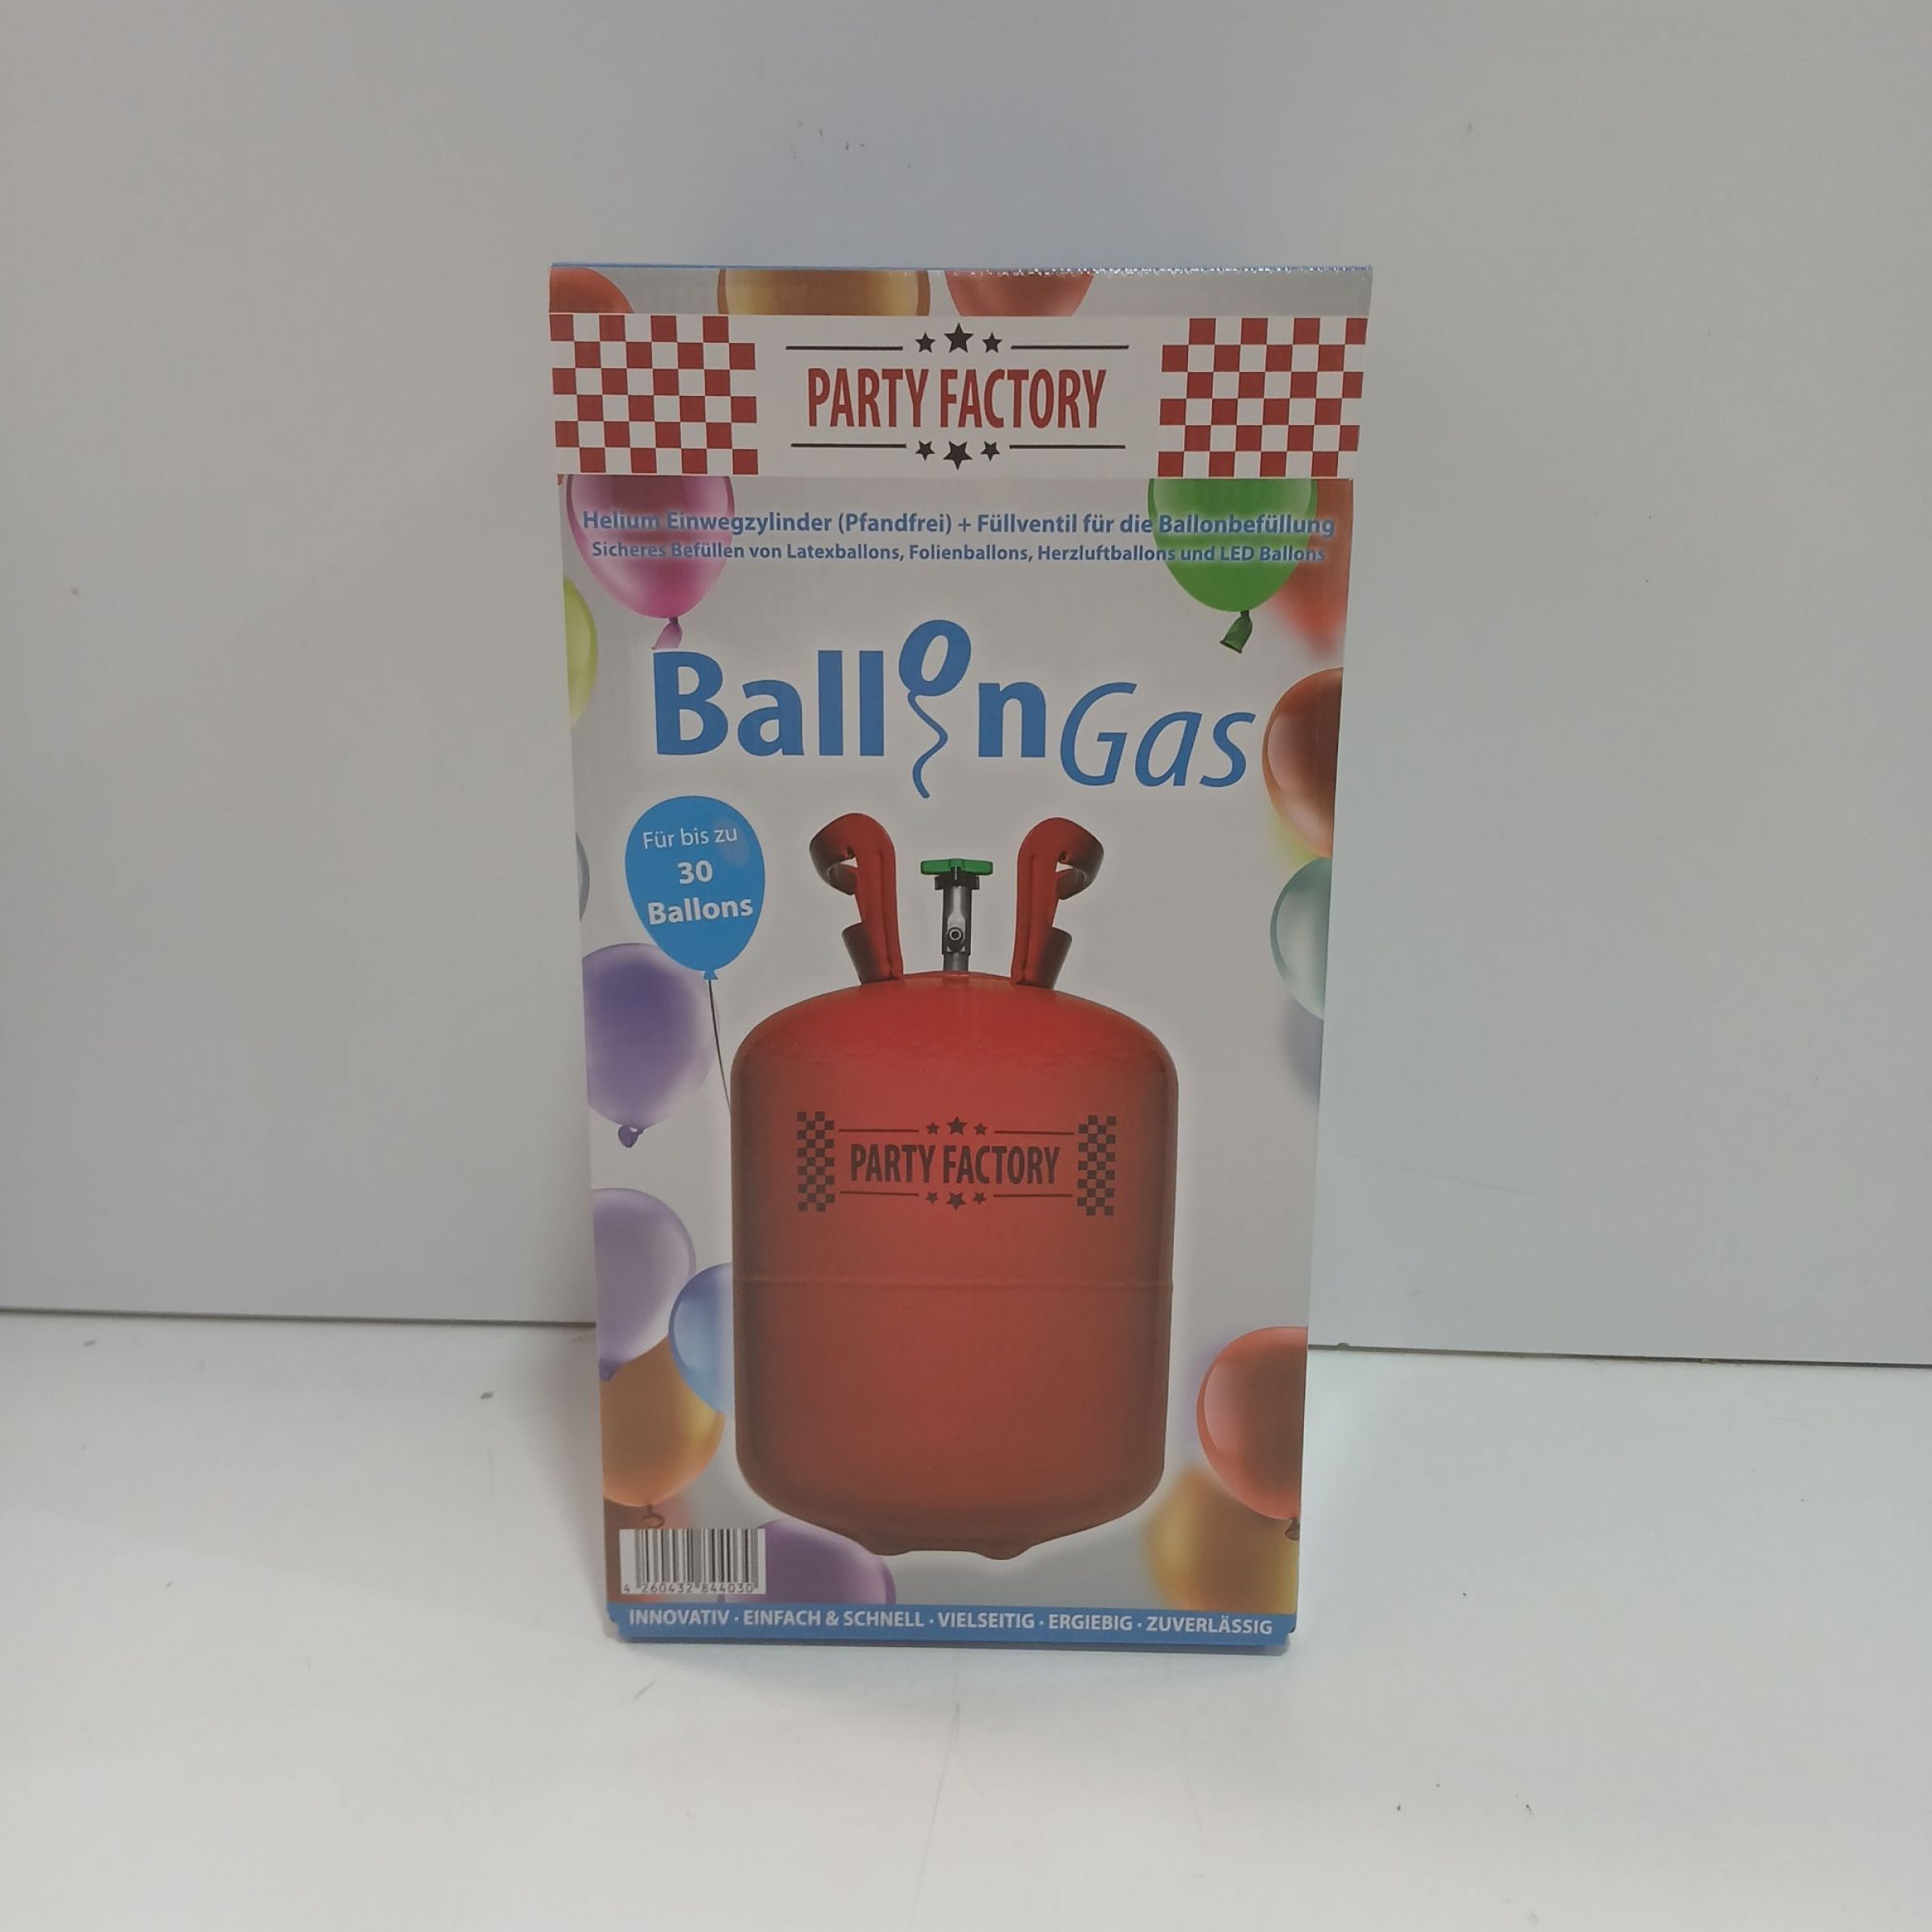 PARTY FACTORY
Helium Einwegzylinder (Pfandfrei) + Füllventil für die Ballonbefüllung
Sicheres Befüllen von Latexballons, Folienballons, Herzluftballons und LED Ballons
BallonGas
Für bis zu
30
Ballons
PARTY FACTORY
4 260432 844030
INNOVATIV · EINFACH & SCHNELL · VIELSEITIG · ERGIEBIG · ZUVERLÄSSIG